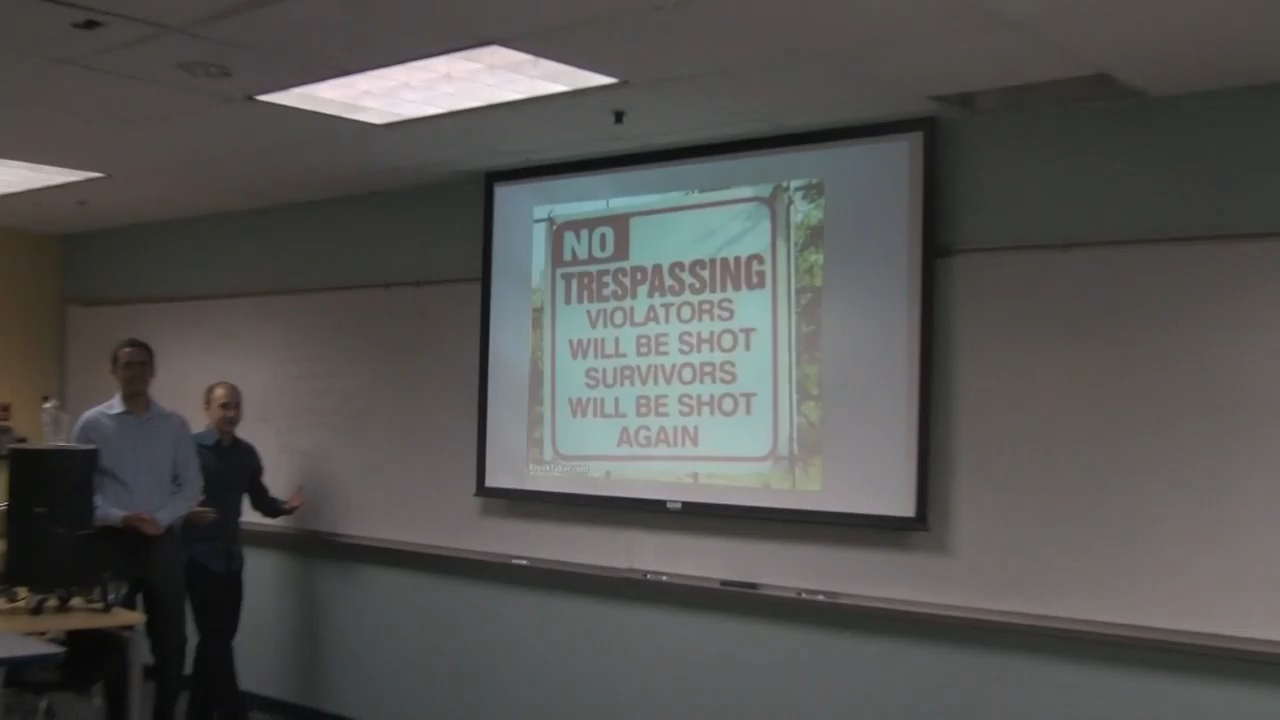 NO
TRESPASSING
VIOLATORS
WILL BE SHOT
SURVIVORS
WILL BE SHOT
AGAIN